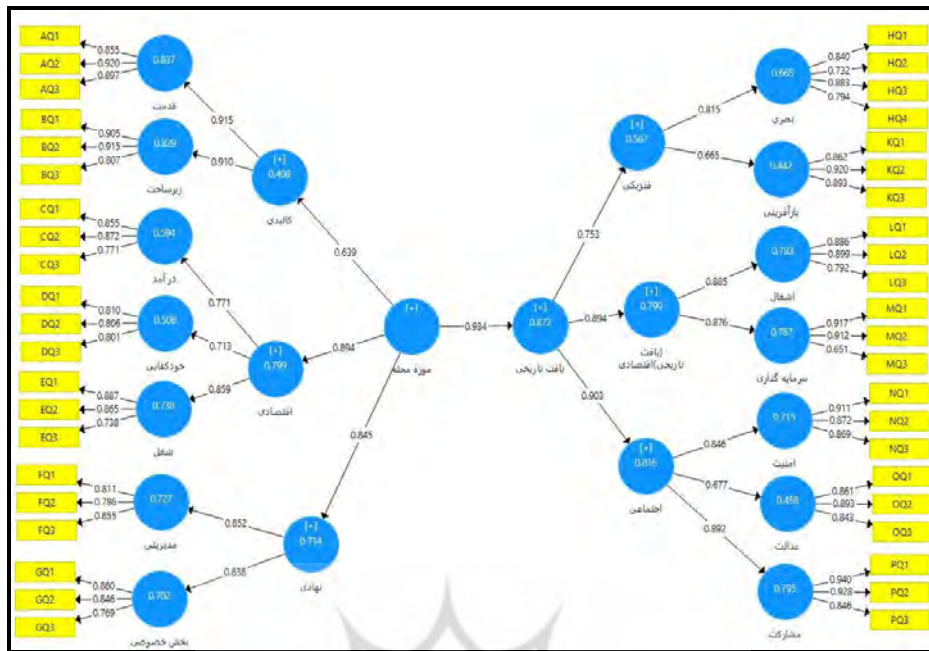 AQ1
AQ2
AQ3
0.855
0.920
0.897
0.837
قدمت
BQ1
BQ2
BQ3
0.905
0.915
0.807
0.829
زیرساخت
0.915
0.910
[+]
0.408
کالبدی
CQ1
CQ2
CQ3
0.855
0.872
0.771
0.594
درآمد
DQ1
DQ2
DQ3
0.810
0.806
0.801
0.508
خودکفایی
EQ1
EQ2
EQ3
0.887
0.865
0.738
0.738
شغل
0.771
0.713
0.859
[+]
0.799
اقتصادی
FQ1
FQ2
FQ3
0.811
0.786
0.855
0.727
مدیریتی
GQ1
GQ2
GQ3
0.880
0.846
0.769
0.702
بخش خصوصی
0.852
0.838
[+]
0.714
نهادی
0.639
0.894
0.845
[+]
موزه محله
0.934
[+]
0.872
بافت تاریخی
0.753
0.894
0.903
[+]
0.567
فیزیکی
0.815
0.665
0.665
بصری
0.840
0.732
0.883
0.794
HQ1
HQ2
HQ3
HQ4
0.442
بازآفرینی
0.862
0.920
0.893
KQ1
KQ2
KQ3
[+]
0.799
(بافت
تاریخی)اقتصادی
0.885
0.876
0.783
اشغال
0.886
0.899
0.792
LQ1
LQ2
LQ3
0.767
سرمایه گذاری
0.917
0.912
0.651
MQ1
MQ2
MQ3
[+]
0.816
اجتماعی
0.846
0.677
0.892
0.715
امنیت
0.911
0.872
0.869
NQ1
NQ2
NQ3
0.458
عدالت
0.861
0.893
0.843
OQ1
OQ2
OQ3
0.795
مشارکت
0.940
0.928
0.846
PQ1
PQ2
PQ3